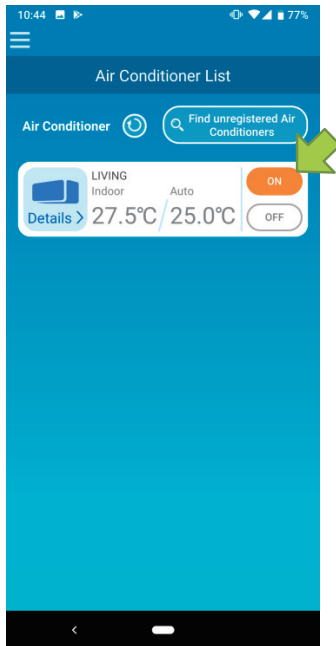 10:44 77%
Air Conditioner List
Air Conditioner
Find unregistered Air
Conditioners
LIVING
Indoor Auto
ON
Details > 27.5℃ 25.0℃
OFF